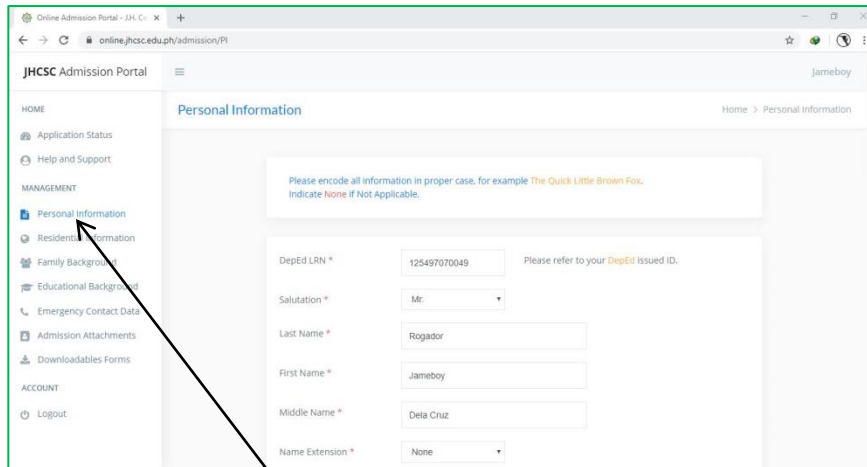 Online Admission Portal - J.H. Ce
online.jhcsc.edu.ph/admission/PI
JHCSC Admission Portal
Jameboy
HOME
Personal Information
Home > Personal Information
Application Status
Help and Support
Please encode all information in proper case, for example The Quick Little Brown Fox.
Indicate None if Not Applicable.
MANAGEMENT
Personal Information
Residential Information
Family Background
Educational Background
Emergency Contact Data
Admission Attachments
Downloadables Forms
ACCOUNT
Logout
DepEd LRN * 125497070049 Please refer to your DepEd issued ID.
Salutation * Mr.
Last Name * Rogador
First Name * Jameboy
Middle Name * Dela Cruz
Name Extension * None